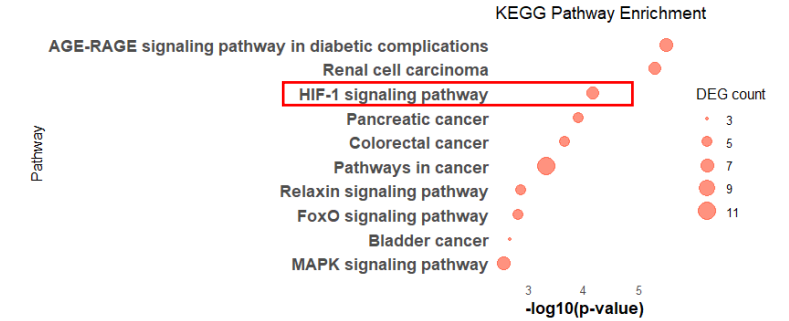 KEGG Pathway Enrichment
AGE-RAGE signaling pathway in diabetic complications
Renal cell carcinoma
HIF-1 signaling pathway
Pancreatic cancer
Colorectal cancer
Pathways in cancer
Relaxin signaling pathway
FoxO signaling pathway
Bladder cancer
MAPK signaling pathway
Pathway
3 4 5
-log10(p-value)
DEG count
3
5
7
9
11